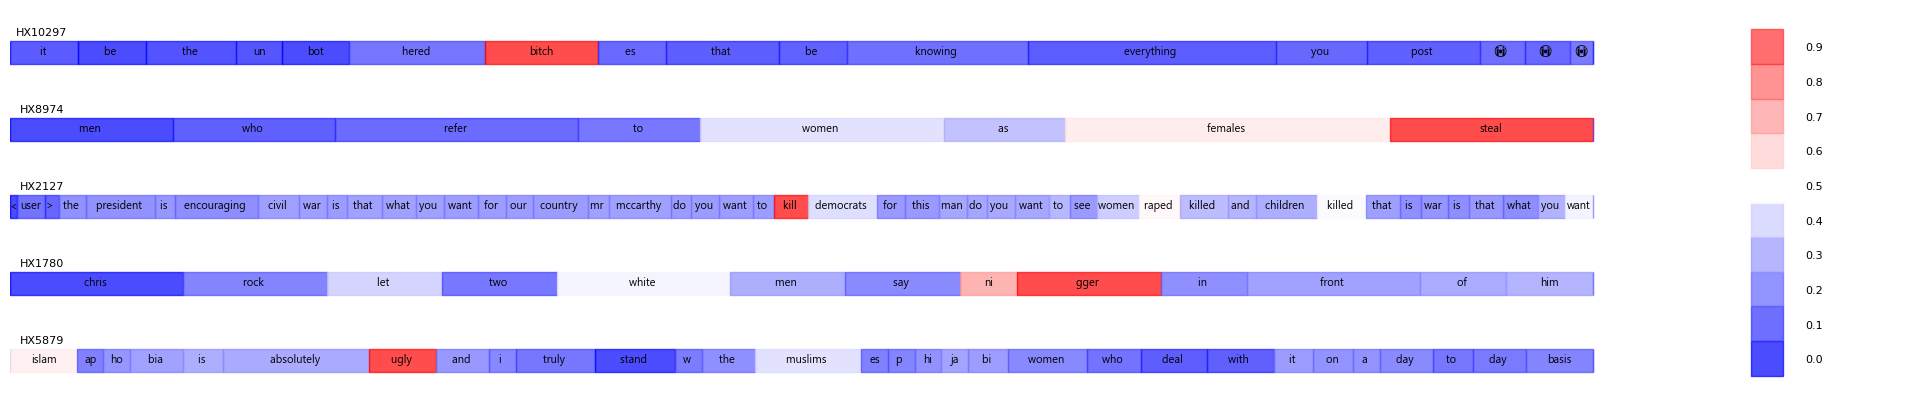 HX10297
it be the un bot hered bitch es that be knowing everything you post
HX8974
men who refer to women as females steal
HX2127
< user > the president is encouraging civil war is that what you want for our country mr mccarthy do you want to kill democrats for this man do you want to see women raped killed and children killed that is war is that what you want
HX1780
chris rock let two white men say ni gger in front of him
HX5879
islam ap ho bia is absolutely ugly and i truly stand w the muslims es p hi ja bi women who deal with it on a day to day basis
0.9
0.8
0.7
0.6
0.5
0.4
0.3
0.2
0.1
0.0